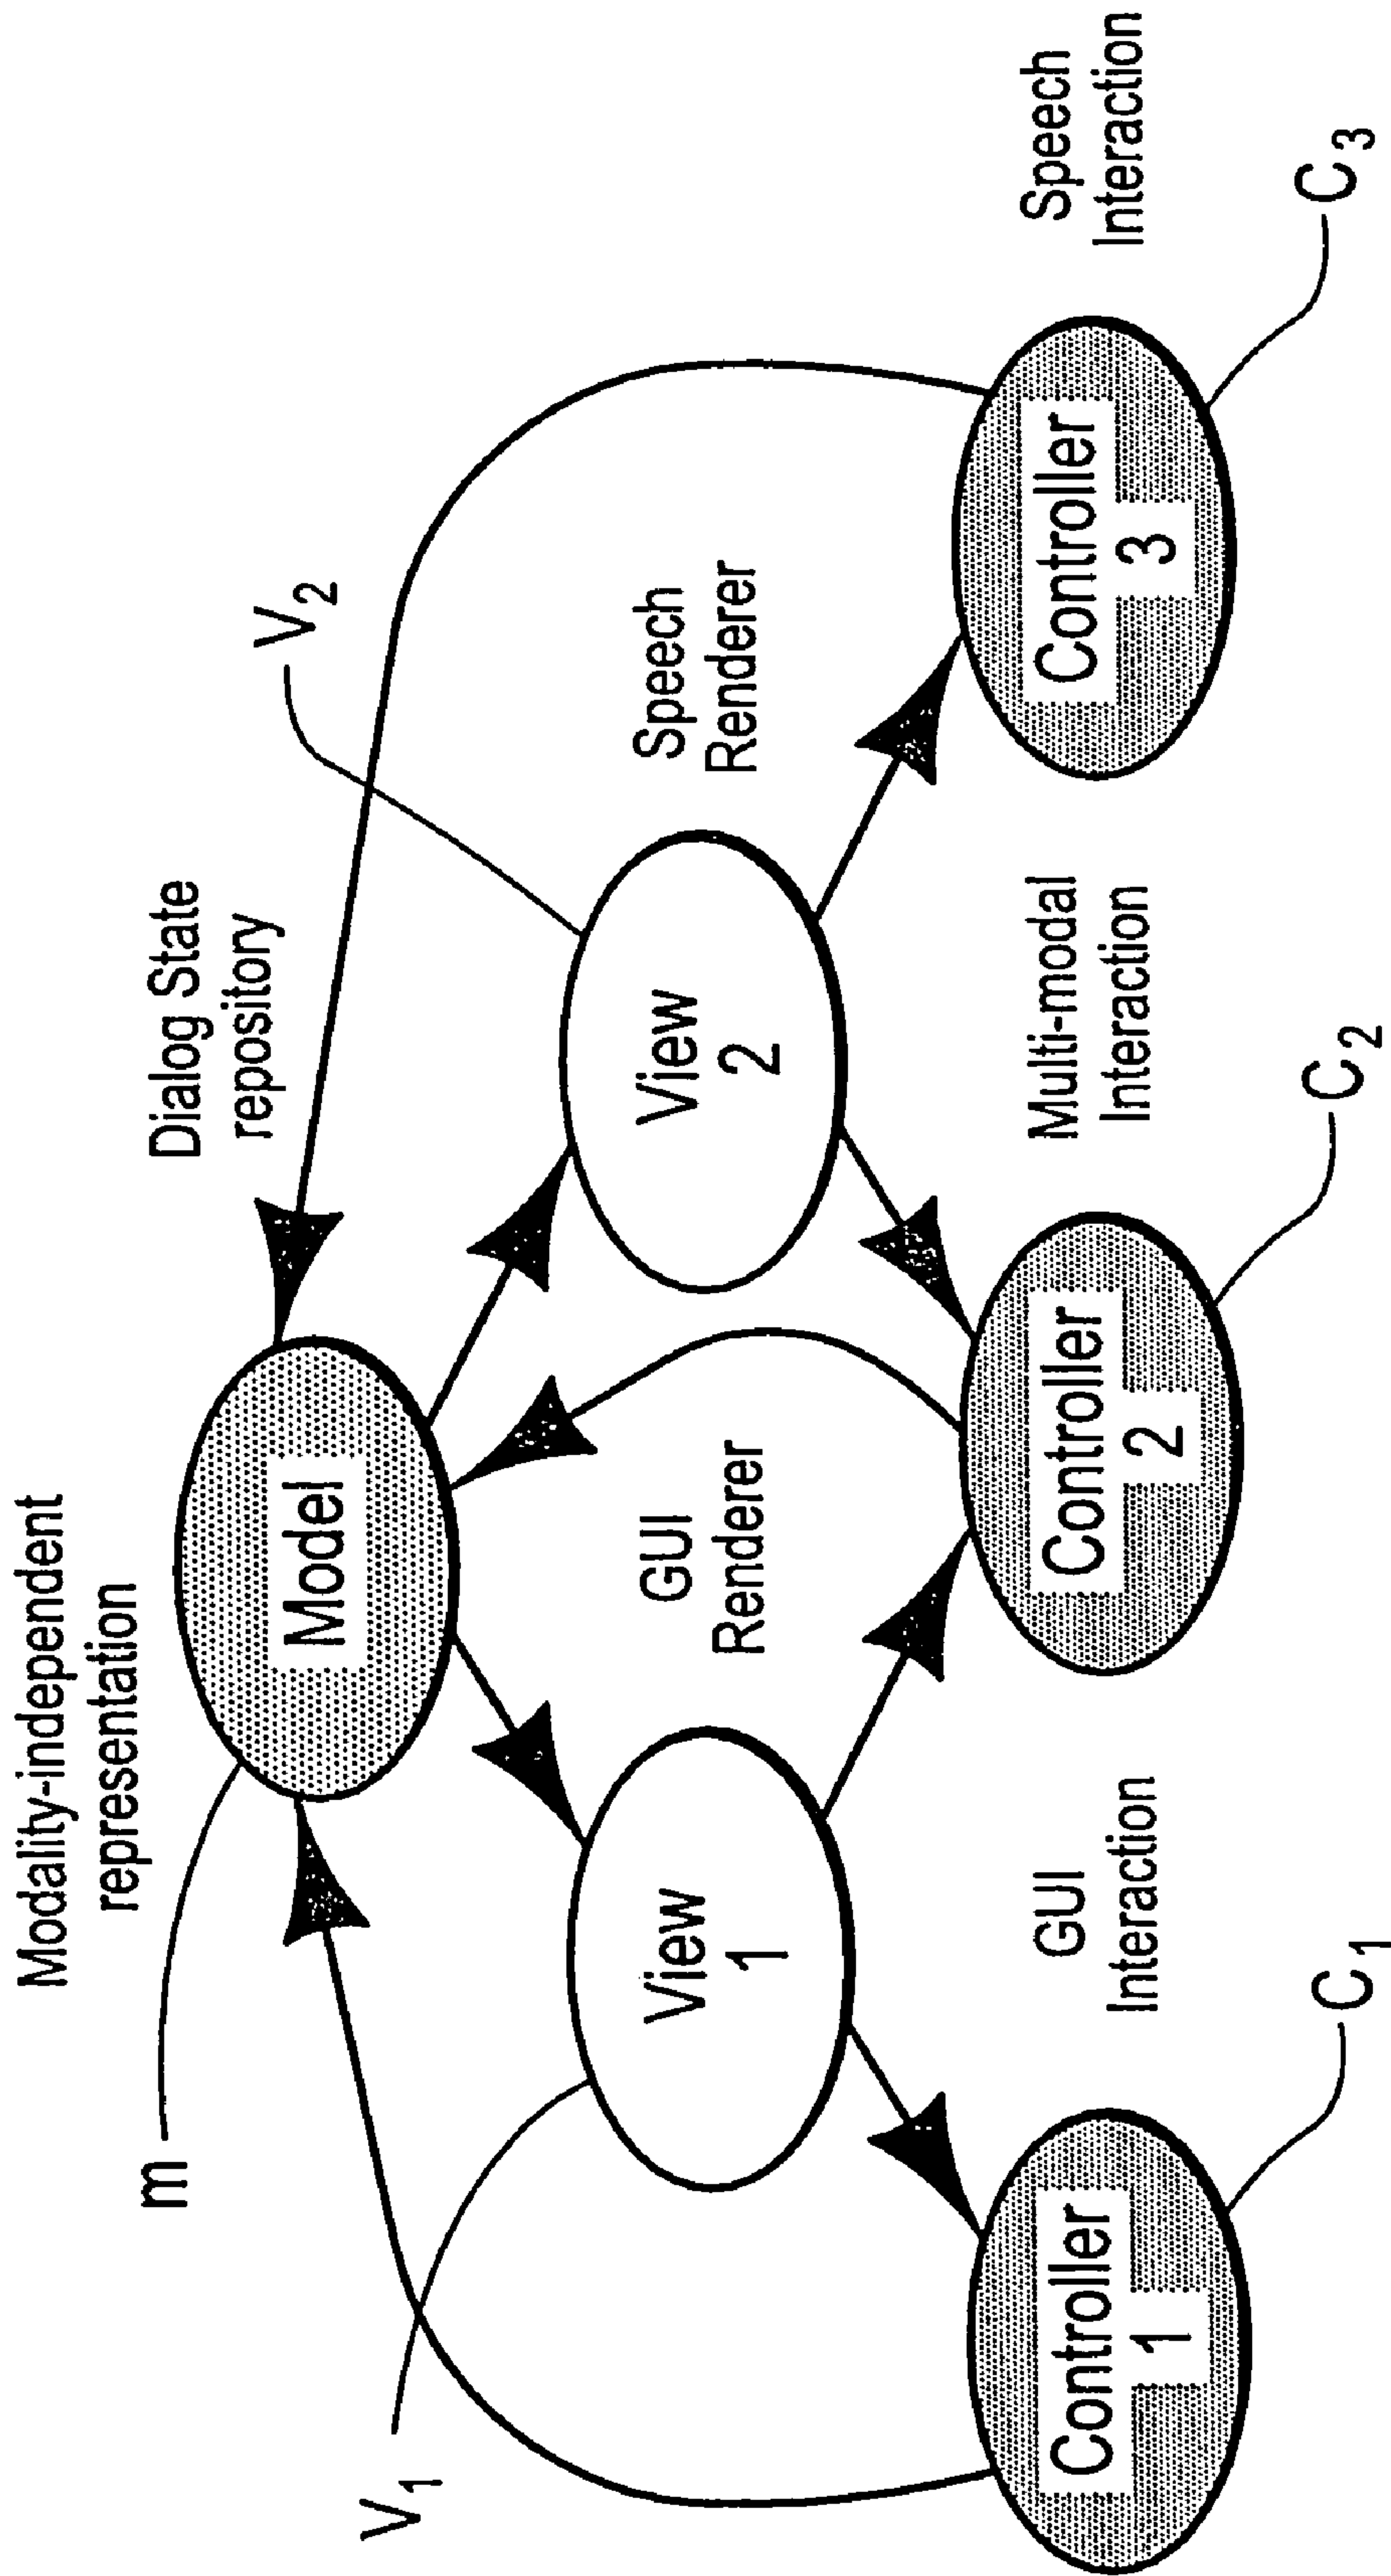 Modality-independent
representation
m
Model
Dialog State
repository
V1
V2
View
1
GUI
Renderer
View
2
Speech
Renderer
Controller
1
GUI
Interaction
Controller
2
Multi-modal
Interaction
Controller
3
Speech
Interaction
C1
C2
C3